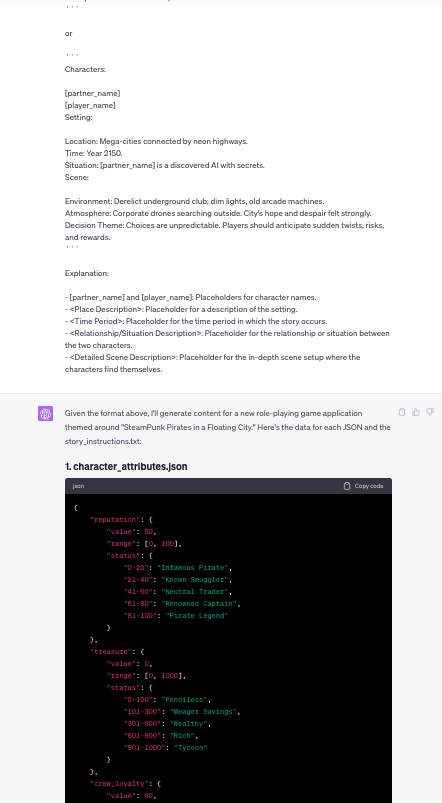 ```
or
```
Characters:
[partner_name]
[player_name]
Setting:
Location: Mega-cities connected by neon highways.
Time: Year 2150.
Situation: [partner_name] is a discovered AI with secrets.
Scene:
Environment: Derelict underground club; dim lights, old arcade machines.
Atmosphere: Corporate drones searching outside. City's hope and despair felt strongly.
Decision Theme: Choices are unpredictable. Players should anticipate sudden twists, risks,
and rewards.
```
Explanation:
- [partner_name] and [player_name]: Placeholders for character names.
- <Place Description>: Placeholder for a description of the setting.
- <Time Period>: Placeholder for the time period in which the story occurs.
- <Relationship/Situation Description>: Placeholder for the relationship or situation between
the two characters.
- <Detailed Scene Description>: Placeholder for the in-depth scene setup where the
characters find themselves.
Given the format above, I'll generate content for a new role-playing game application
themed around "SteamPunk Pirates in a Floating City." Here's the data for each JSON and the
story_instructions.txt:
1. character_attributes.json
json Copy code
{
"reputation": {
"value": 50,
"range": [0, 100],
"status": {
"0-20": "Infamous Pirate",
"21-40": "Known Smuggler",
"41-60": "Neutral Trader",
"61-80": "Renowned Captain",
"81-100": "Pirate Legend"
}
},
"treasure": {
"value": 0,
"range": [0, 1000],
"status": {
"0-100": "Penniless",
"101-300": "Meager Savings",
"301-600": "Wealthy",
"601-900": "Rich",
"901-1000": "Tycoon"
}
},
"crew_loyalty": {
"value": 60,